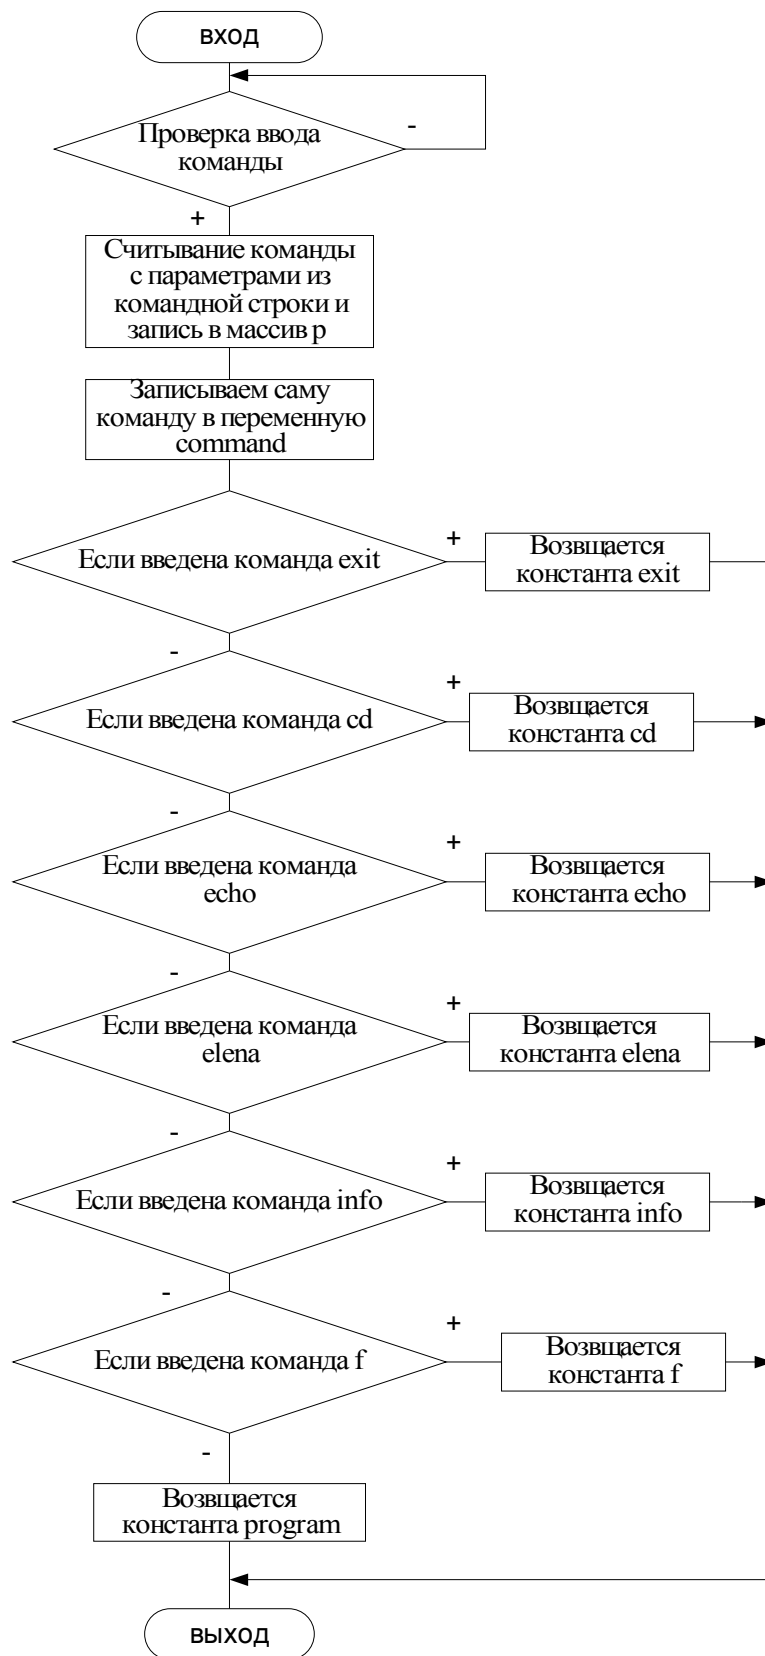 ВХОД
Проверка ввода
команды
-
+
Считывание команды
с параметрами из
командной строки и
запись в массив p
Записываем саму
команду в переменную
command
Если введена команда exit
+
Возвщается
константа exit
-
Если введена команда cd
+
Возвщается
константа cd
-
Если введена команда
echo
+
Возвщается
константа echo
-
Если введена команда
elena
+
Возвщается
константа elena
-
Если введена команда info
+
Возвщается
константа info
-
Если введена команда f
+
Возвщается
константа f
-
Возвщается
константа program
ВЫХОД